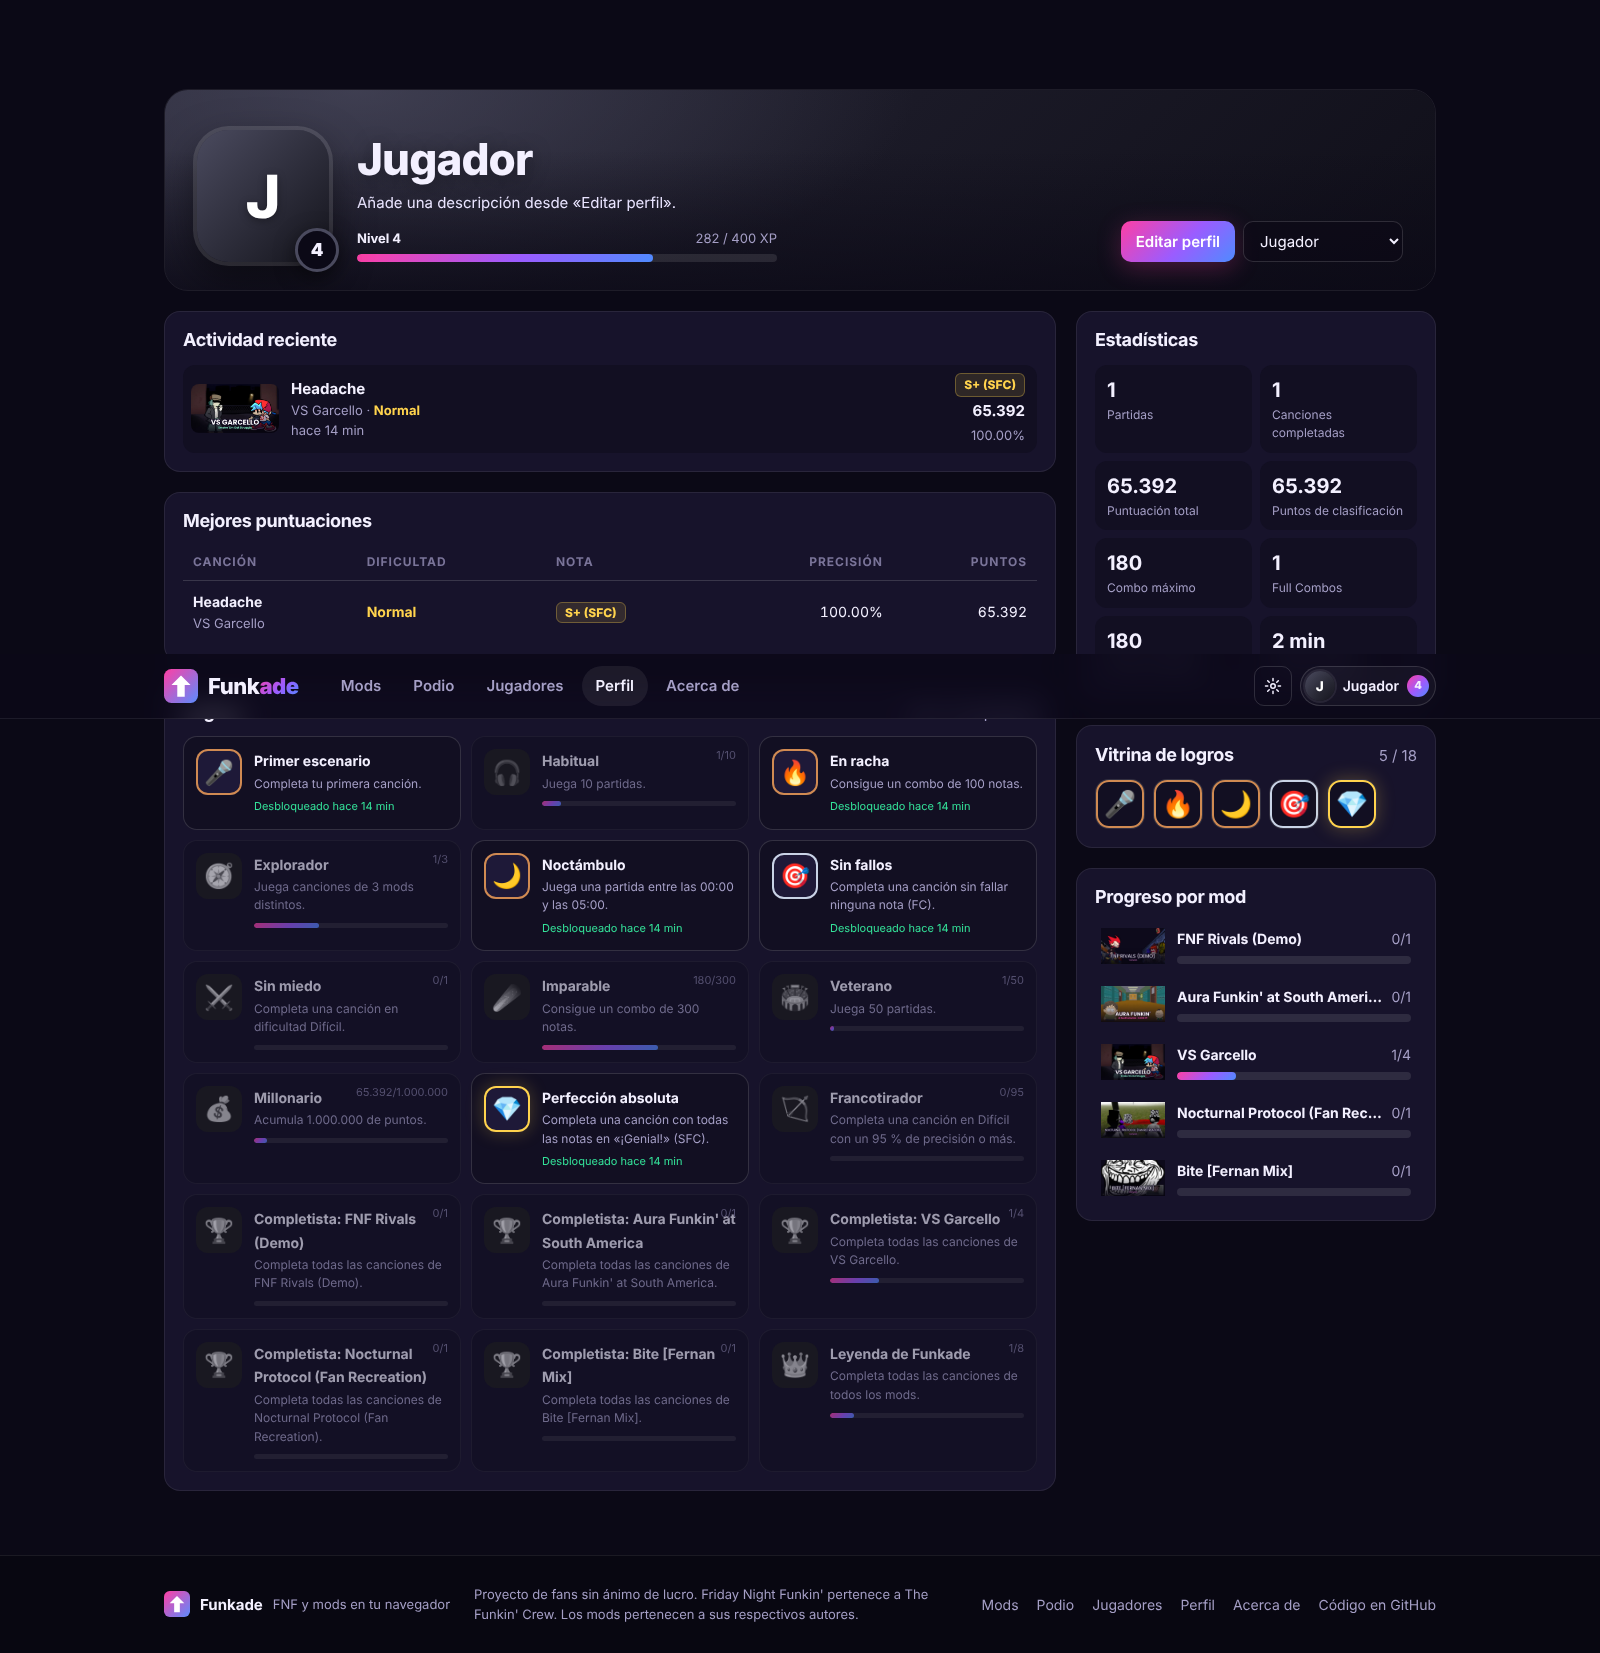 J
4
Jugador
Añade una descripción desde «Editar perfil».
Nivel 4
282 / 400 XP
Editar perfil
Jugador
Actividad reciente
Headache
VS Garcello · Normal
hace 14 min
S+ (SFC)
65.392
100.00%
VS GARCELLO
Estadísticas
1
Partidas
1
Canciones
completadas
65.392
Puntuación total
65.392
Puntos de clasificación
180
Combo máximo
1
Full Combos
180
2 min
Mejores puntuaciones
CANCIÓN
DIFICULTAD
NOTA
PRECISIÓN
PUNTOS
Headache
VS Garcello
Normal
S+ (SFC)
100.00%
65.392
Funkade
Mods
Podio
Jugadores
Perfil
Acerca de
J
Jugador
4
Primer escenario
Completa tu primera canción.
Desbloqueado hace 14 min
Habitual
1/10
Juega 10 partidas.
En racha
Consigue un combo de 100 notas.
Desbloqueado hace 14 min
Explorador
1/3
Juega canciones de 3 mods
distintos.
Noctámbulo
Juega una partida entre las 00:00
y las 05:00.
Desbloqueado hace 14 min
Sin fallos
Completa una canción sin fallar
ninguna nota (FC).
Desbloqueado hace 14 min
Sin miedo
0/1
Completa una canción en
dificultad Difícil.
Imparable
180/300
Consigue un combo de 300
notas.
Veterano
1/50
Juega 50 partidas.
Millonario
65.392/1.000.000
Acumula 1.000.000 de puntos.
Perfección absoluta
Completa una canción con todas
las notas en «¡Genial!» (SFC).
Desbloqueado hace 14 min
Francotirador
0/95
Completa una canción en Difícil
con un 95 % de precisión o más.
Completista: FNF Rivals
(Demo)
0/1
Completa todas las canciones de
FNF Rivals (Demo).
Completista: Aura Funkin' at
South America
0/1
Completa todas las canciones de
Aura Funkin' at South America.
Completista: VS Garcello
1/4
Completa todas las canciones de
VS Garcello.
Completista: Nocturnal
Protocol (Fan Recreation)
0/1
Completa todas las canciones de
Nocturnal Protocol (Fan
Recreation).
Completista: Bite [Fernan
Mix]
0/1
Completa todas las canciones de
Bite [Fernan Mix].
Leyenda de Funkade
1/8
Completa todas las canciones de
todos los mods.
Vitrina de logros
5 / 18
Progreso por mod
FNF Rivals (Demo)
0/1
Aura Funkin' at South Ameri...
0/1
AURA FUNKIN
VS Garcello
1/4
VS GARCELLO
Nocturnal Protocol (Fan Rec...
0/1
Bite [Fernan Mix]
0/1
Funkade
FNF y mods en tu navegador
Proyecto de fans sin ánimo de lucro. Friday Night Funkin' pertenece a The
Funkin' Crew. Los mods pertenecen a sus respectivos autores.
Mods
Podio
Jugadores
Perfil
Acerca de
Código en GitHub